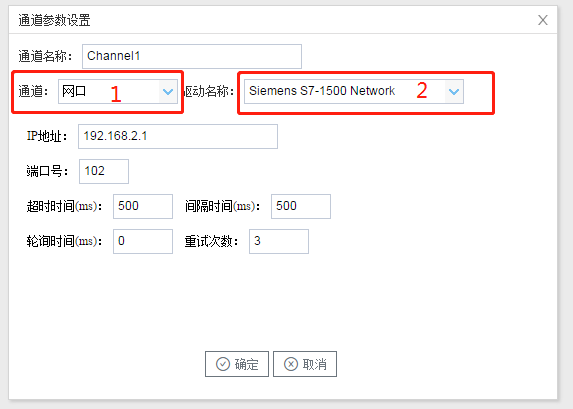 通道参数设置
通道名称： Channel1
通道： 网口 1 驱动名称： Siemens S7-1500 Network 2
IP地址： 192.168.2.1
端口号： 102
超时时间(ms)： 500 间隔时间(ms)： 500
轮询时间(ms)： 0 重试次数： 3
确定 取消